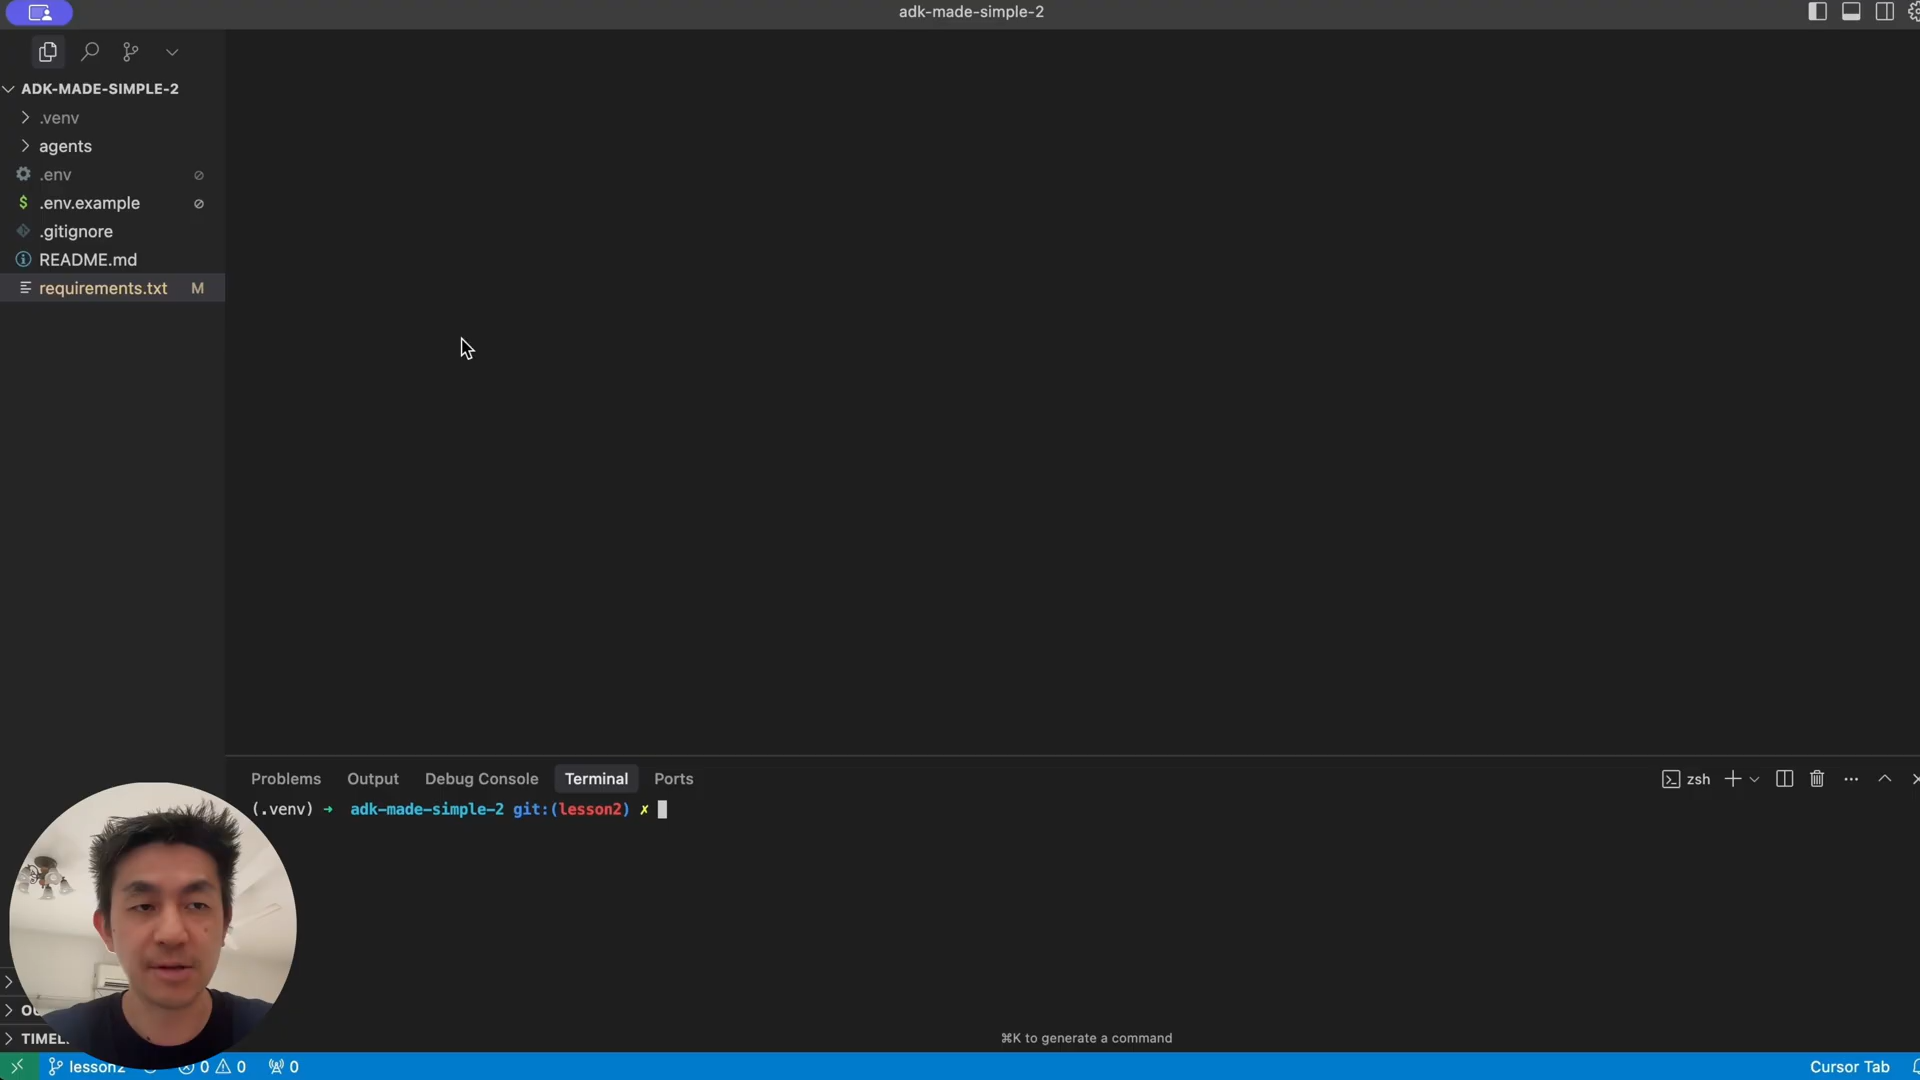 adk-made-simple-2
ADK-MADE-SIMPLE-2
.venv
agents
.env
.env.example
.gitignore
README.md
requirements.txt M
Problems Output Debug Console Terminal Ports
zsh
(.venv) → adk-made-simple-2 git:(lesson2) ✗
TIMEL
⌘K to generate a command
lesson2 0 0 0
Cursor Tab